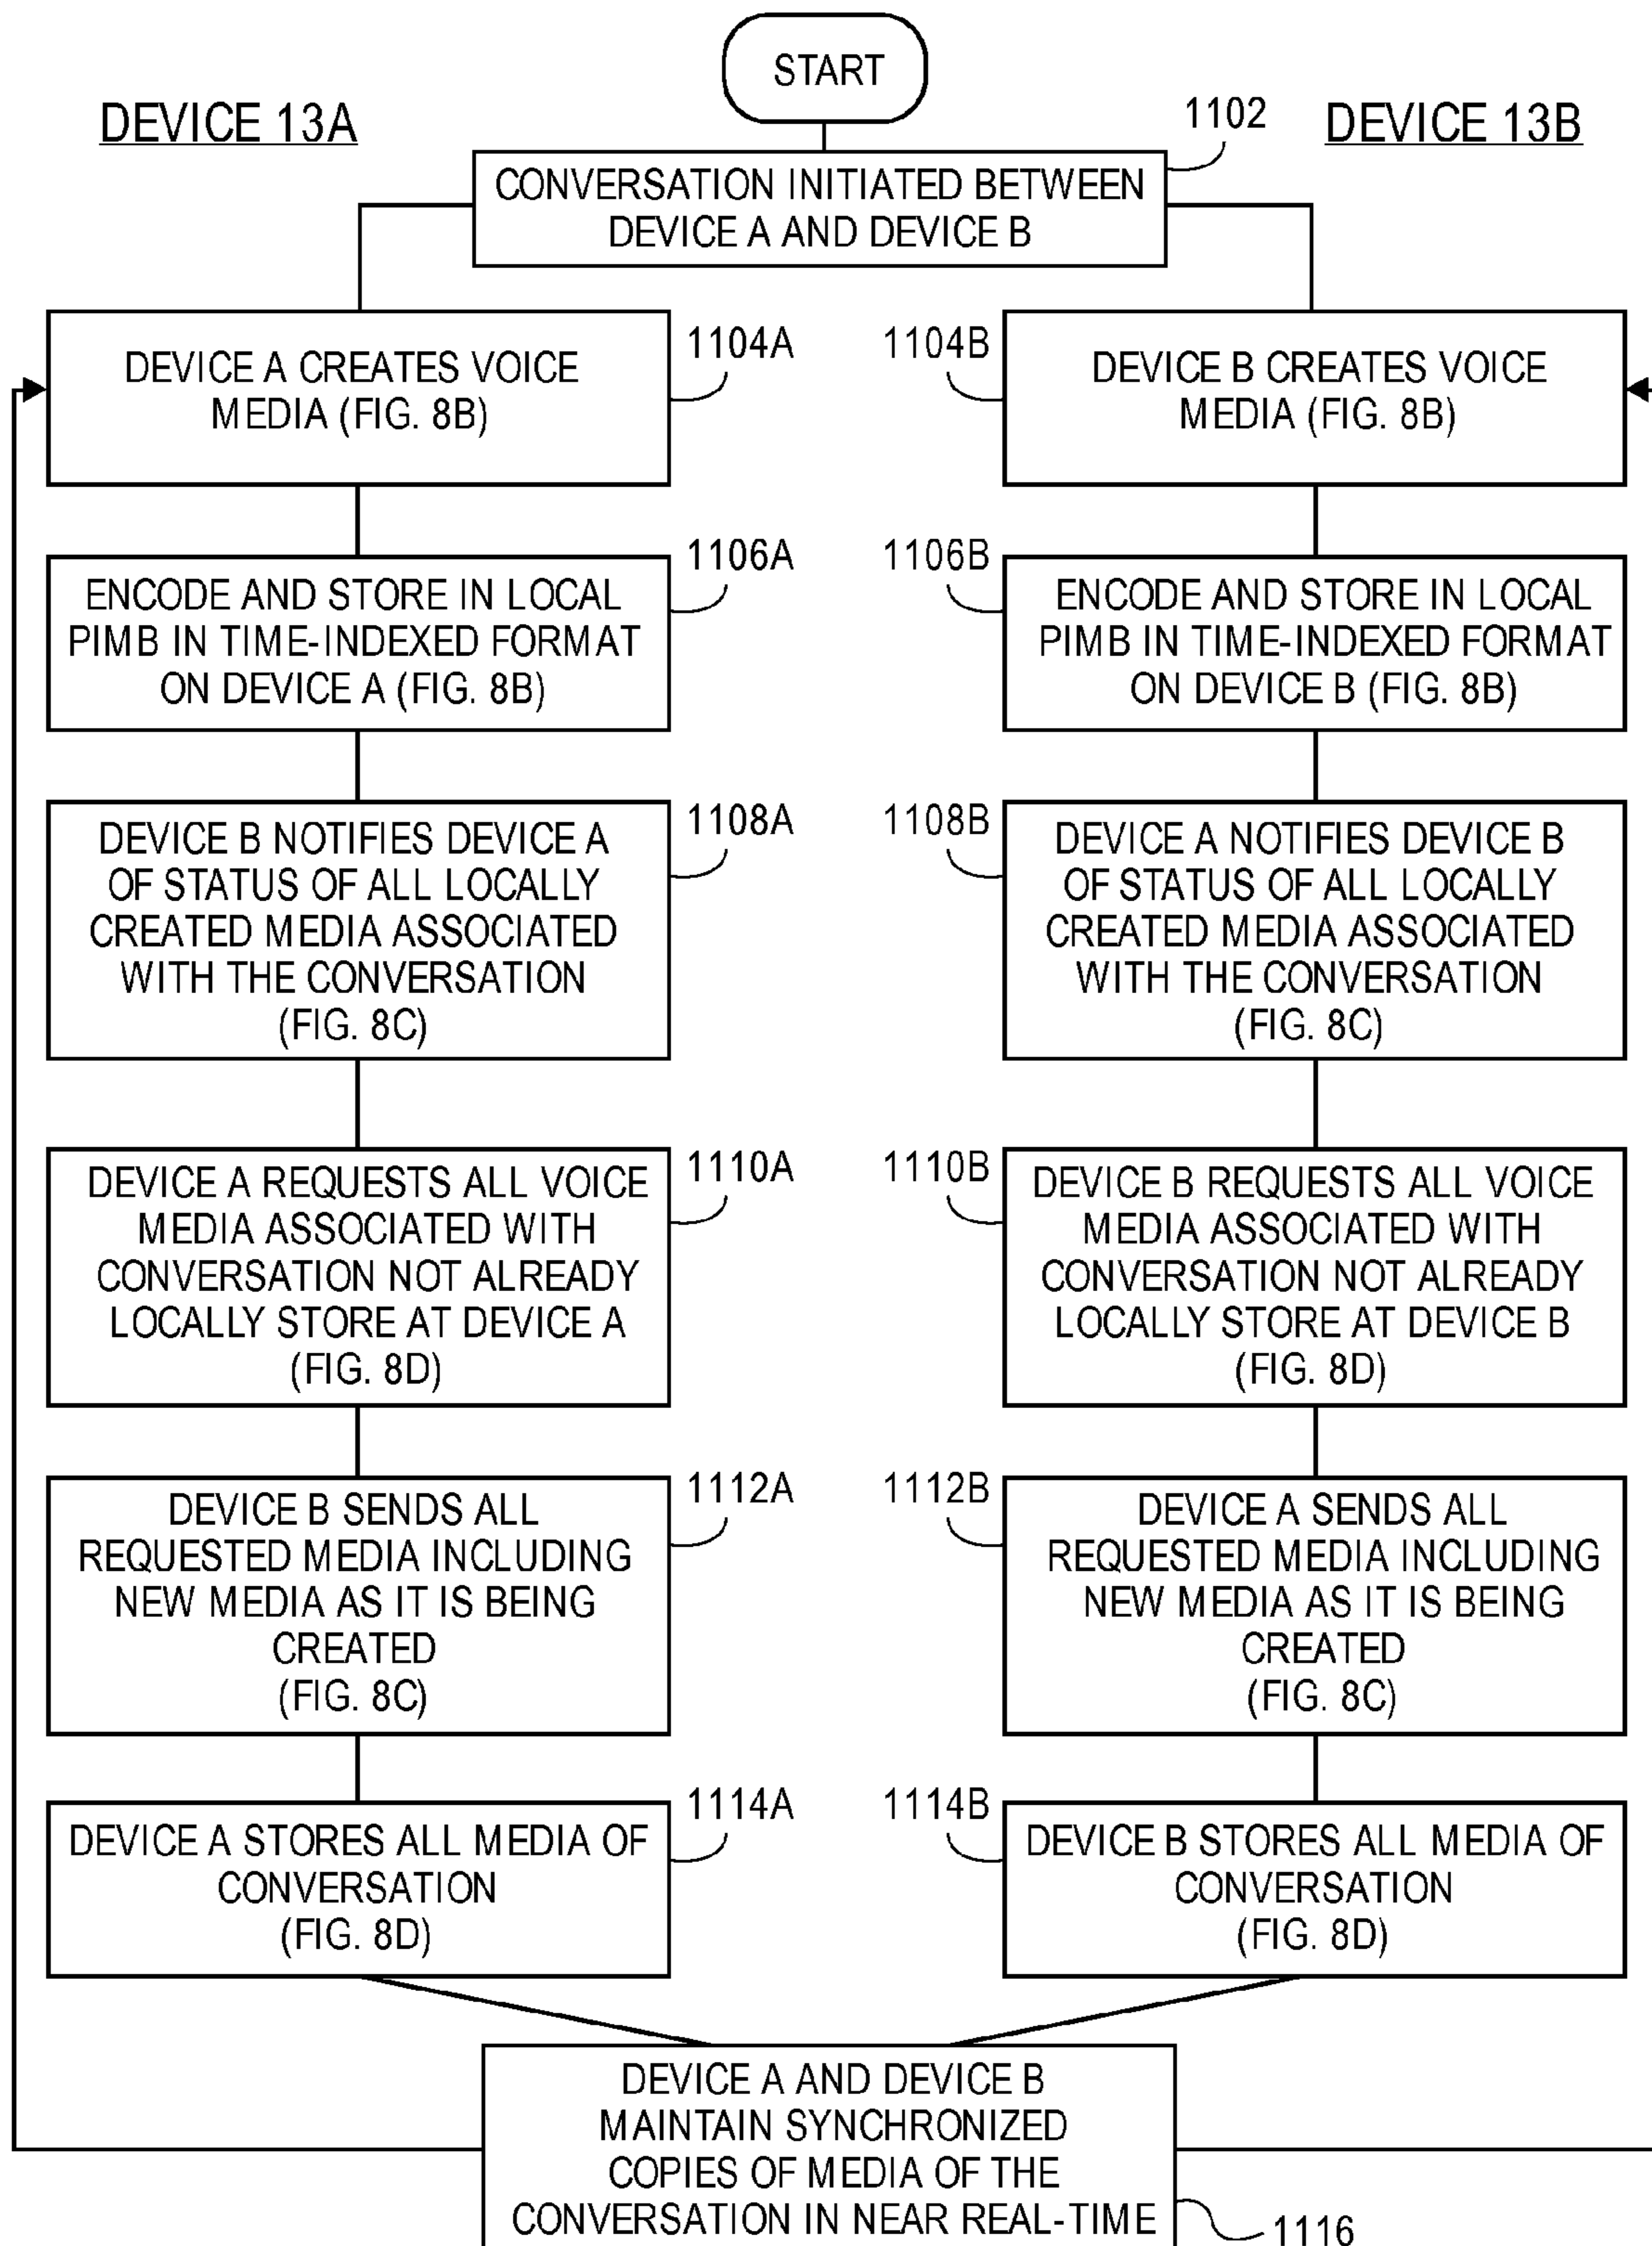 START
DEVICE 13A
1102
DEVICE 13B
CONVERSATION INITIATED BETWEEN
DEVICE A AND DEVICE B
DEVICE A CREATES VOICE
MEDIA (FIG. 8B)
1104A
1104B
DEVICE B CREATES VOICE
MEDIA (FIG. 8B)
ENCODE AND STORE IN LOCAL
PIMB IN TIME-INDEXED FORMAT
ON DEVICE A (FIG. 8B)
1106A
1106B
ENCODE AND STORE IN LOCAL
PIMB IN TIME-INDEXED FORMAT
ON DEVICE B (FIG. 8B)
DEVICE B NOTIFIES DEVICE A
OF STATUS OF ALL LOCALLY
CREATED MEDIA ASSOCIATED
WITH THE CONVERSATION
(FIG. 8C)
1108A
1108B
DEVICE A NOTIFIES DEVICE B
OF STATUS OF ALL LOCALLY
CREATED MEDIA ASSOCIATED
WITH THE CONVERSATION
(FIG. 8C)
DEVICE A REQUESTS ALL VOICE
MEDIA ASSOCIATED WITH
CONVERSATION NOT ALREADY
LOCALLY STORE AT DEVICE A
(FIG. 8D)
1110A
1110B
DEVICE B REQUESTS ALL VOICE
MEDIA ASSOCIATED WITH
CONVERSATION NOT ALREADY
LOCALLY STORE AT DEVICE B
(FIG. 8D)
DEVICE B SENDS ALL
REQUESTED MEDIA INCLUDING
NEW MEDIA AS IT IS BEING
CREATED
(FIG. 8C)
1112A
1112B
DEVICE A SENDS ALL
REQUESTED MEDIA INCLUDING
NEW MEDIA AS IT IS BEING
CREATED
(FIG. 8C)
DEVICE A STORES ALL MEDIA OF
CONVERSATION
(FIG. 8D)
1114A
1114B
DEVICE B STORES ALL MEDIA OF
CONVERSATION
(FIG. 8D)
DEVICE A AND DEVICE B
MAINTAIN SYNCHRONIZED
COPIES OF MEDIA OF THE
CONVERSATION IN NEAR REAL-TIME
1116